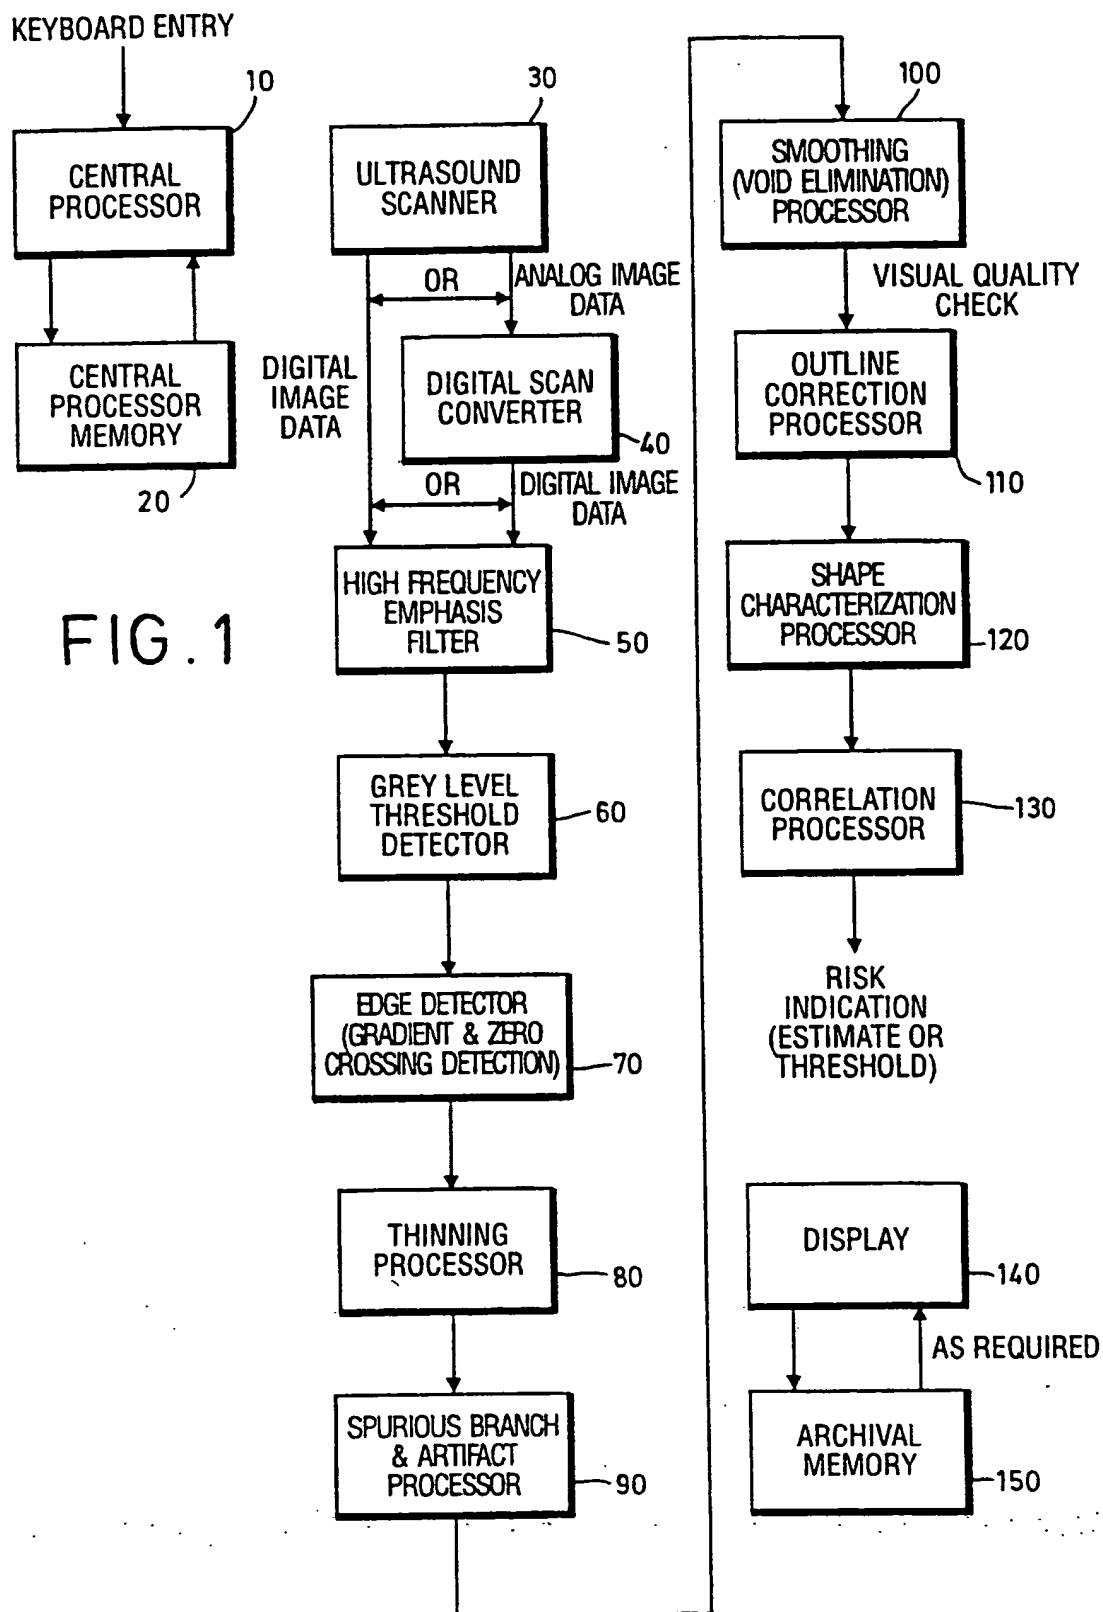 KEYBOARD ENTRY
10
CENTRAL
PROCESSOR
CENTRAL
PROCESSOR
MEMORY
20
FIG. 1
30
ULTRASOUND
SCANNER
OR
ANALOG IMAGE
DATA
DIGITAL
IMAGE
DATA
DIGITAL SCAN
CONVERTER
40
OR
DIGITAL IMAGE
DATA
HIGH FREQUENCY
EMPHASIS
FILTER
50
GREY LEVEL
THRESHOLD
DETECTOR
60
EDGE DETECTOR
(GRADIENT & ZERO
CROSSING DETECTION)
70
THINNING
PROCESSOR
80
SPURIOUS BRANCH
& ARTIFACT
PROCESSOR
90
100
SMOOTHING
(VOID ELIMINATION)
PROCESSOR
VISUAL QUALITY
CHECK
OUTLINE
CORRECTION
PROCESSOR
110
SHAPE
CHARACTERIZATION
PROCESSOR
120
CORRELATION
PROCESSOR
130
RISK
INDICATION
(ESTIMATE OR
THRESHOLD)
DISPLAY
140
AS REQUIRED
ARCHIVAL
MEMORY
150